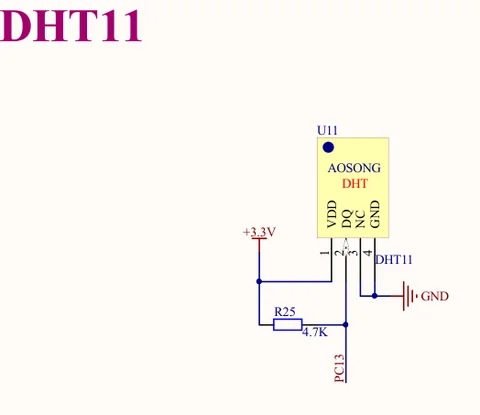 DHT11
U11
AOSONG
DHT
VDD
DQ
NC
GND
1
2
3
4
DHT11
+3.3V
GND
R25
4.7K
PC13